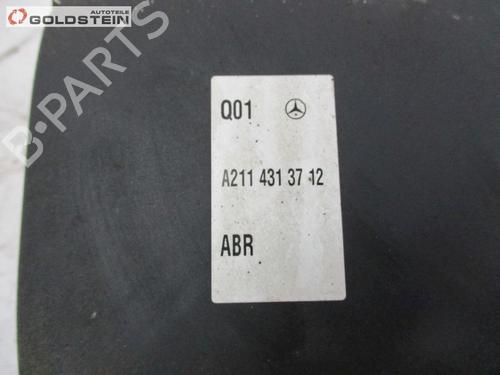 AUTOTEILE
GOLDSTEIN
B-PARTS
Q01
A211 431 37 12
ABR